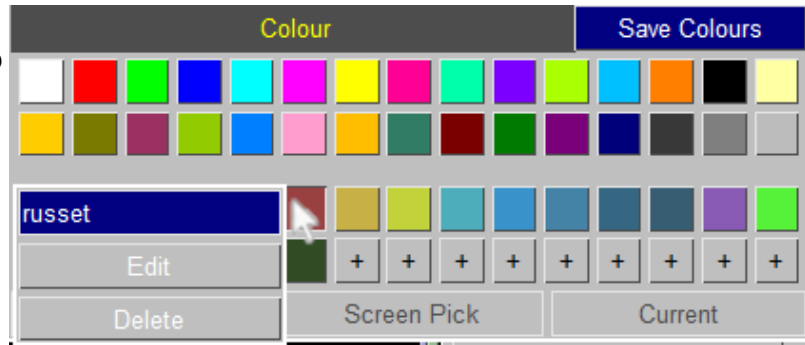 Colour
Save Colours
russet
+ + + + + + + + +
Edit
Delete
Screen Pick
Current